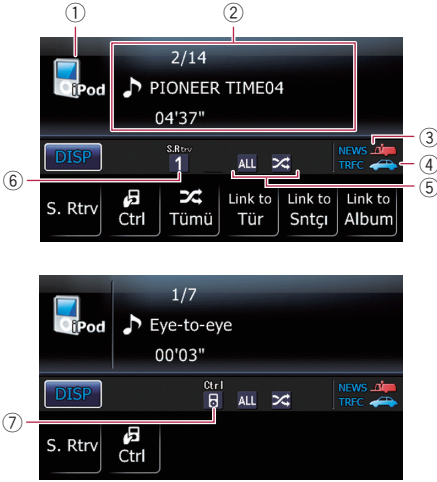 ① ②
2/14
iPod
PIONEER TIME04
04'37"
③
DISP S.Rtrv 1 ALL NEWS
TRFC ④
⑥ ⑤
S. Rtrv Ctrl Tümü Link to Tür Link to Sntçı Link to Album
1/7
iPod
Eye-to-eye
00'03"
DISP Ctrl ALL NEWS
TRFC
⑦
S. Rtrv Ctrl